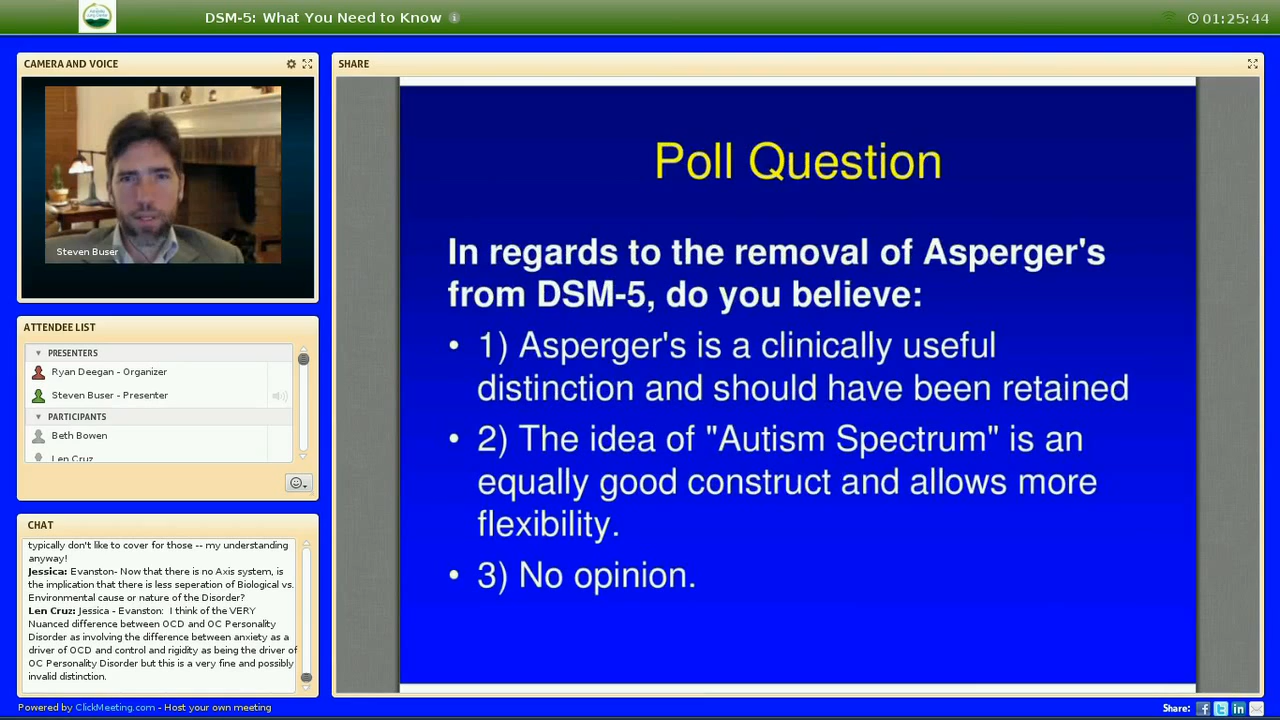 DSM-5: What You Need to Know
01:25:44
CAMERA AND VOICE
Steven Buser
ATTENDEE LIST
PRESENTERS
Ryan Deegan - Organizer
Steven Buser - Presenter
PARTICIPANTS
Beth Bowen
Len Cruz
CHAT
typically don't like to cover for those -- my understanding
anyway!
Jessica: Evanston- Now that there is no Axis system, is
the implication that there is less seperation of Biological vs.
Environmental cause or nature of the Disorder?
Len Cruz: Jessica - Evanston: I think of the VERY
Nuanced difference between OCD and OC Personality
Disorder as involving the difference between anxiety as a
driver of OCD and control and rigidity as being the driver of
OC Personality Disorder but this is a very fine and possibly
invalid distinction.
SHARE
Poll Question
In regards to the removal of Asperger's
from DSM-5, do you believe:
• 1) Asperger's is a clinically useful
distinction and should have been retained
• 2) The idea of "Autism Spectrum" is an
equally good construct and allows more
flexibility.
• 3) No opinion.
Powered by ClickMeeting.com - Host your own meeting
Share: